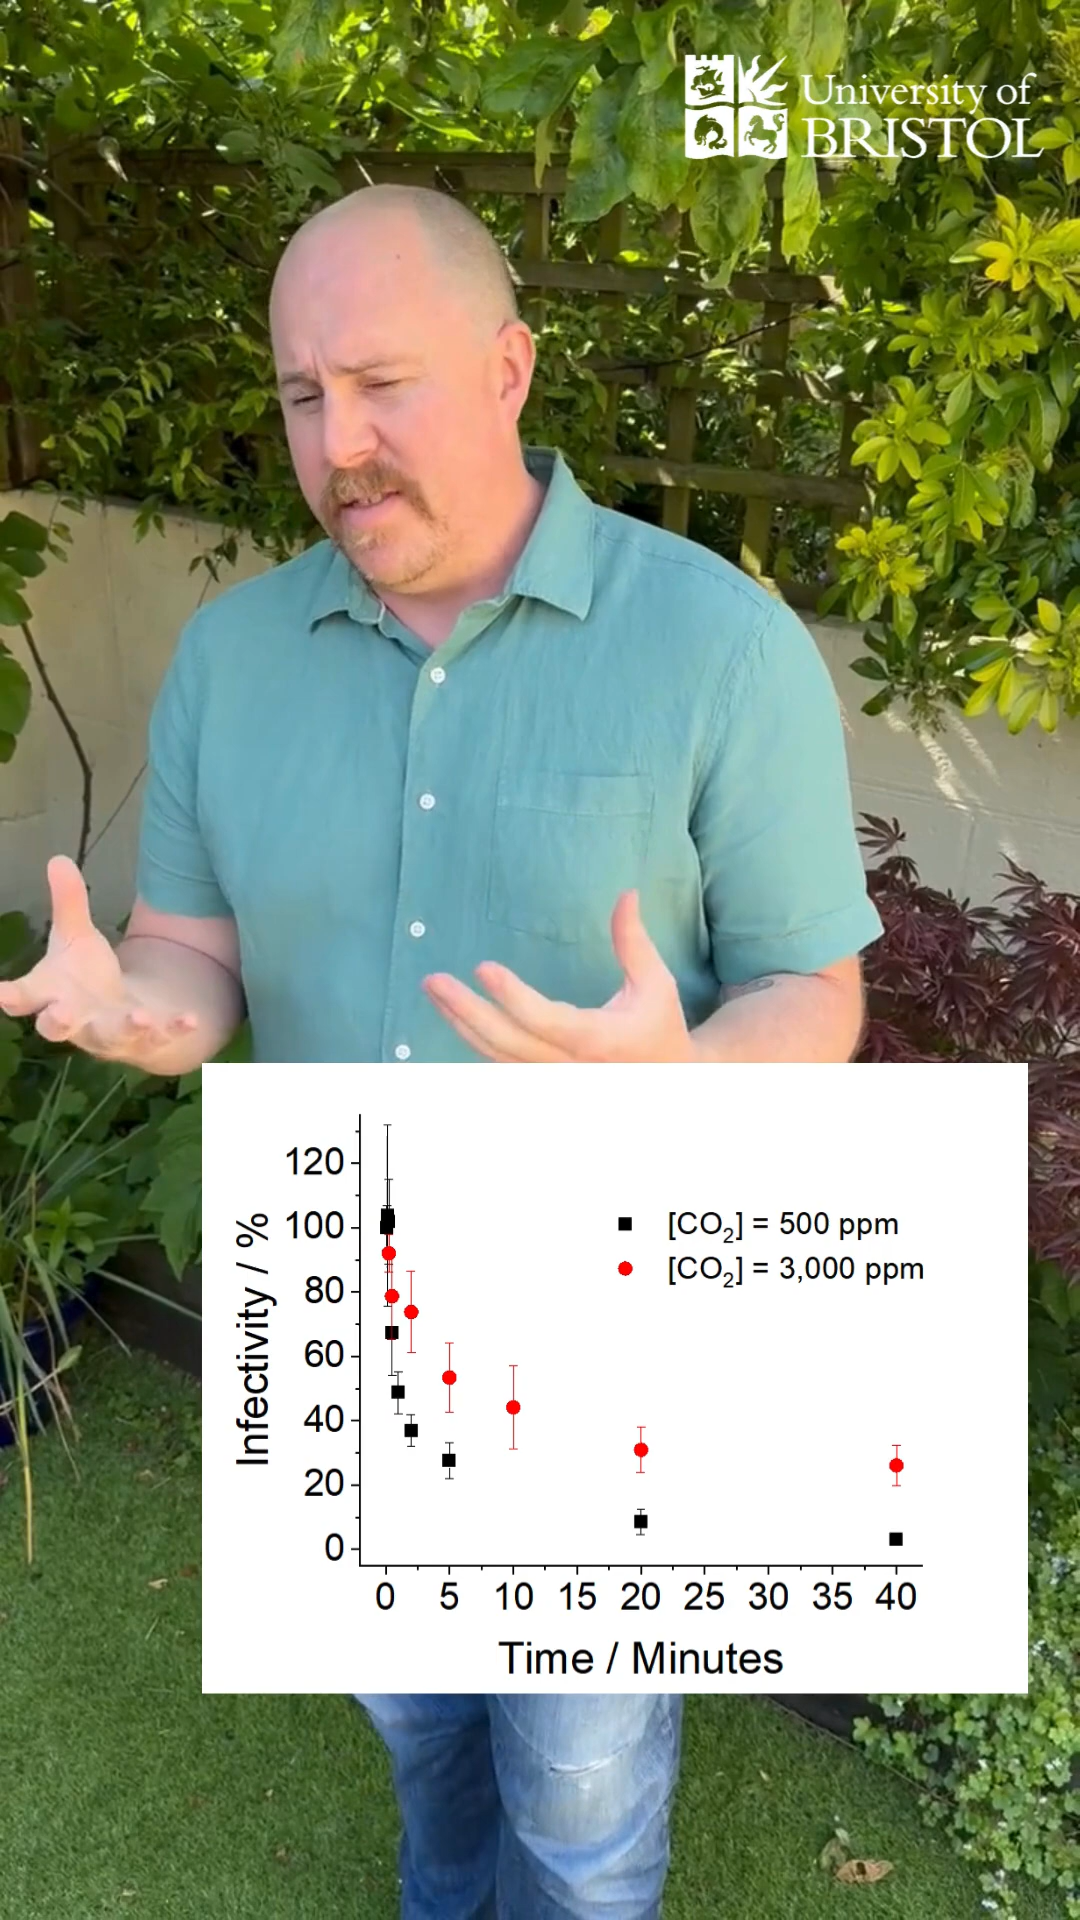 University of
BRISTOL
120
100
80
60
40
20
0
Infectivity / %
[CO₂] = 500 ppm
[CO₂] = 3,000 ppm
0 5 10 15 20 25 30 35 40
Time / Minutes